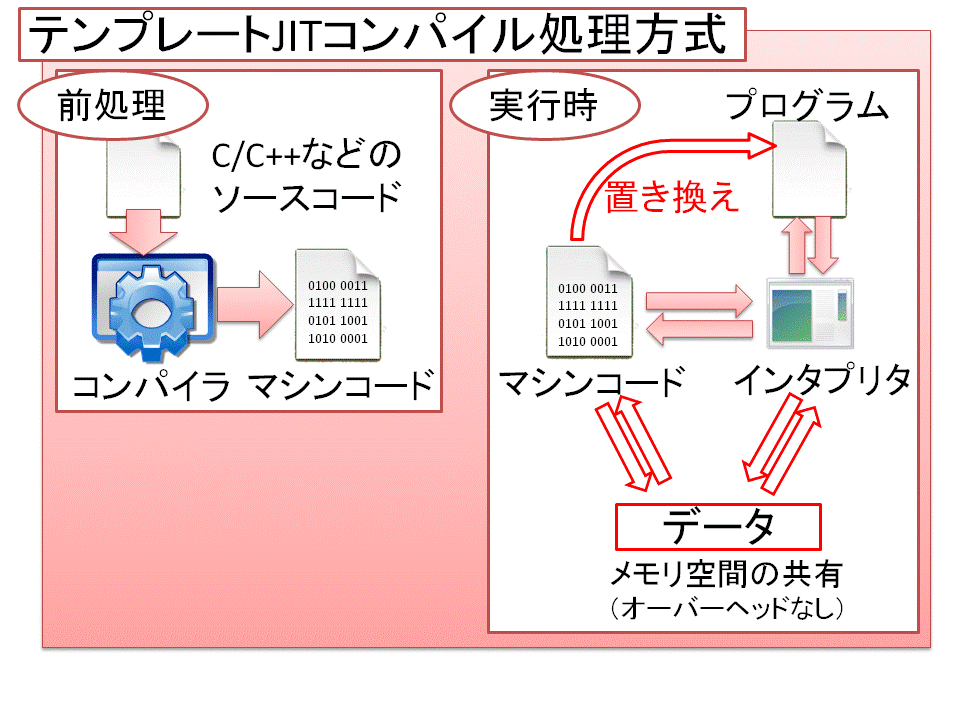 テンプレートJITコンパイル処理方式
前処理
C/C++などの
ソースコード
0100 0011
1111 1111
0101 1001
1010 0001
コンパイラ
マシンコード
実行時
プログラム
置き換え
0100 0011
1111 1111
0101 1001
1010 0001
マシンコード
インタプリタ
データ
メモリ空間の共有
（オーバーヘッドなし）